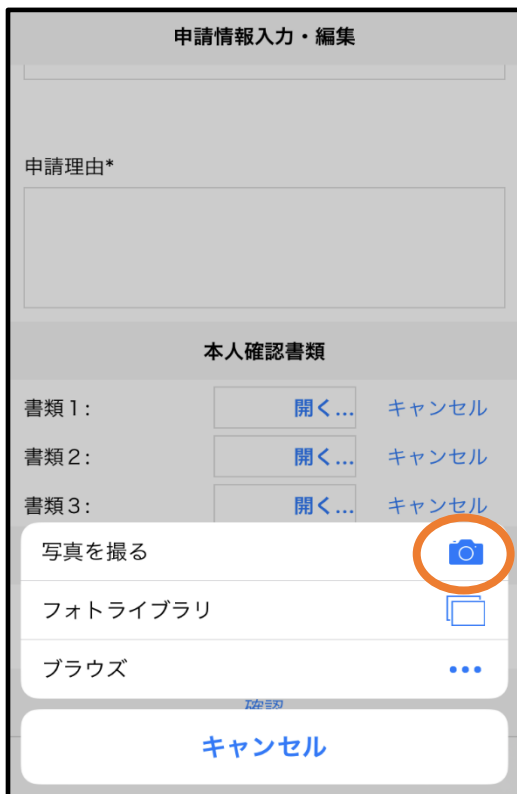 申請情報入力・編集
申請理由*
本人確認書類
書類1: 開く... キャンセル
書類2: 開く... キャンセル
書類3: 開く... キャンセル
写真を撮る
フォトライブラリ
ブラウズ
確認
キャンセル